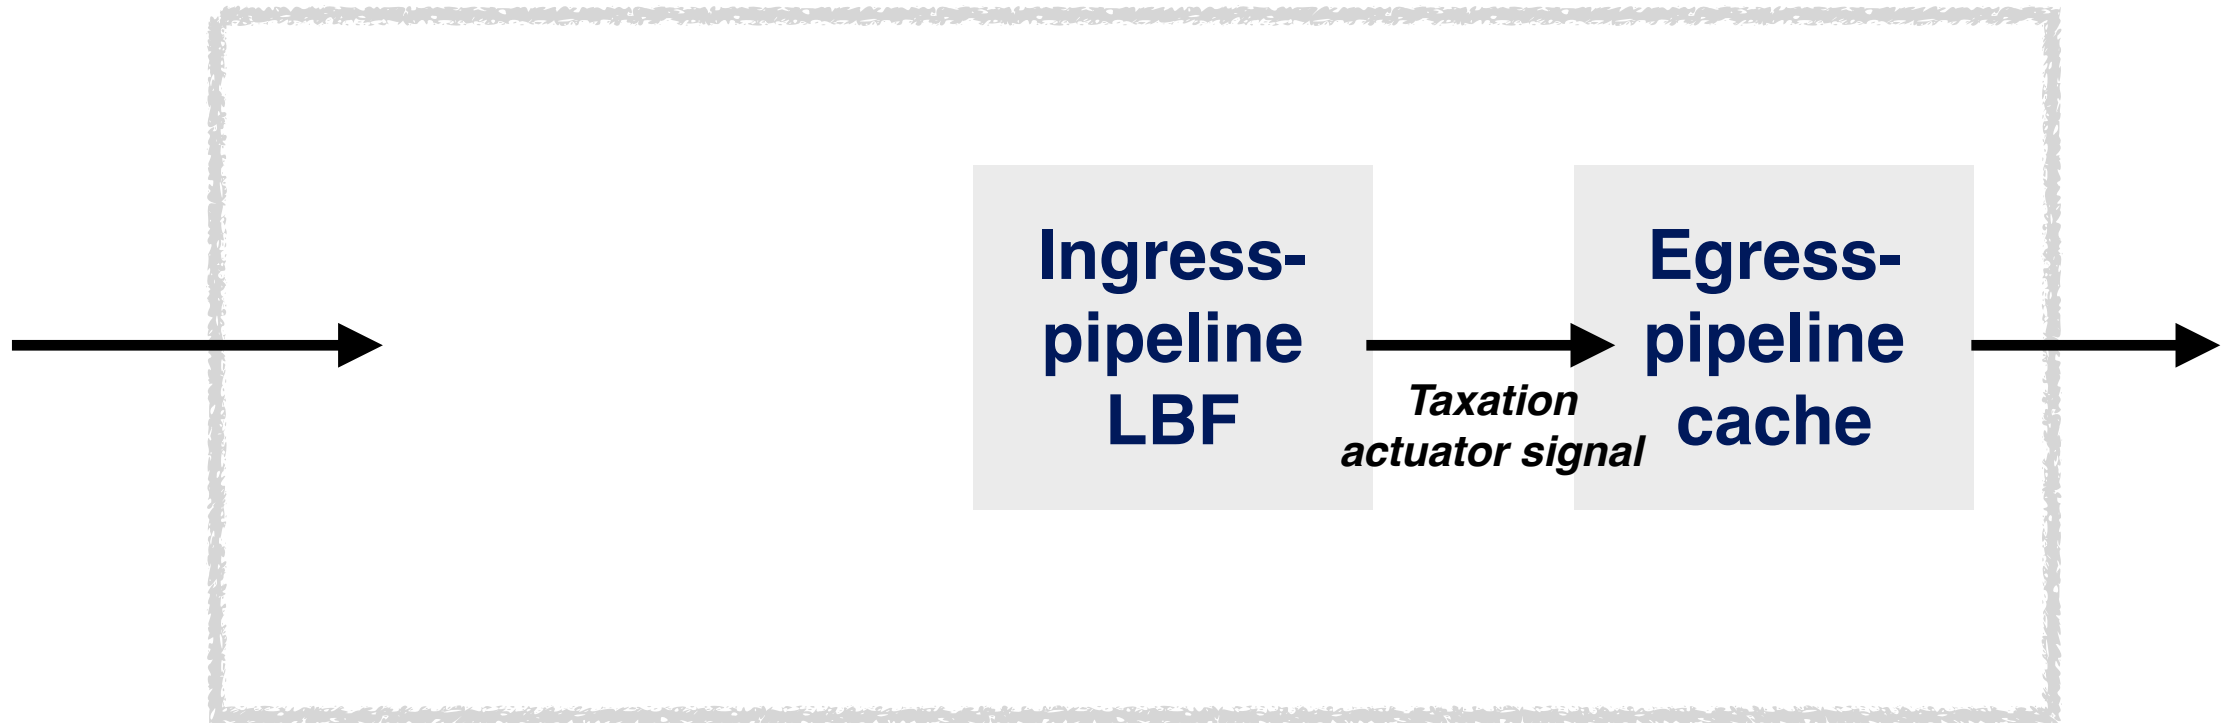 Ingress-
pipeline
LBF
Taxation
actuator signal
Egress-
pipeline
cache